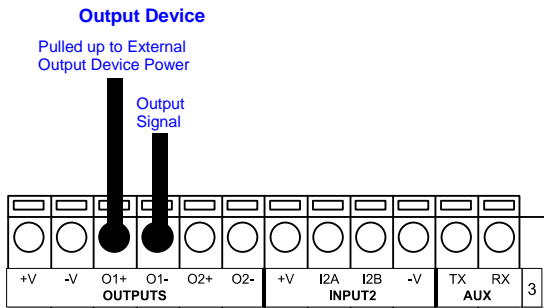 Output Device
Pulled up to External
Output Device Power
Output
Signal
+V -V O1+ O1- O2+ O2- +V I2A I2B -V TX RX 3
OUTPUTS INPUT2 AUX